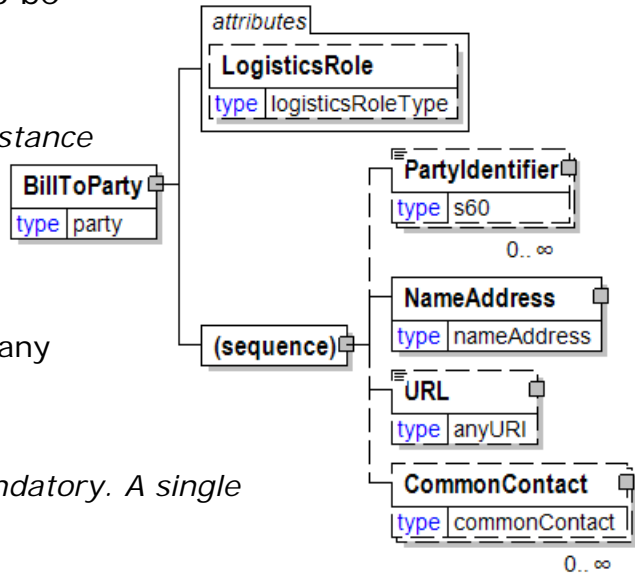 be
attributes
LogisticsRole
type logisticsRoleType
stance
BillToParty
type party
PartyIdentifier
type s60
0.. ∞
NameAddress
type nameAddress
any
(sequence)
URL
type anyURI
ndatory. A single
CommonContact
type commonContact
0.. ∞